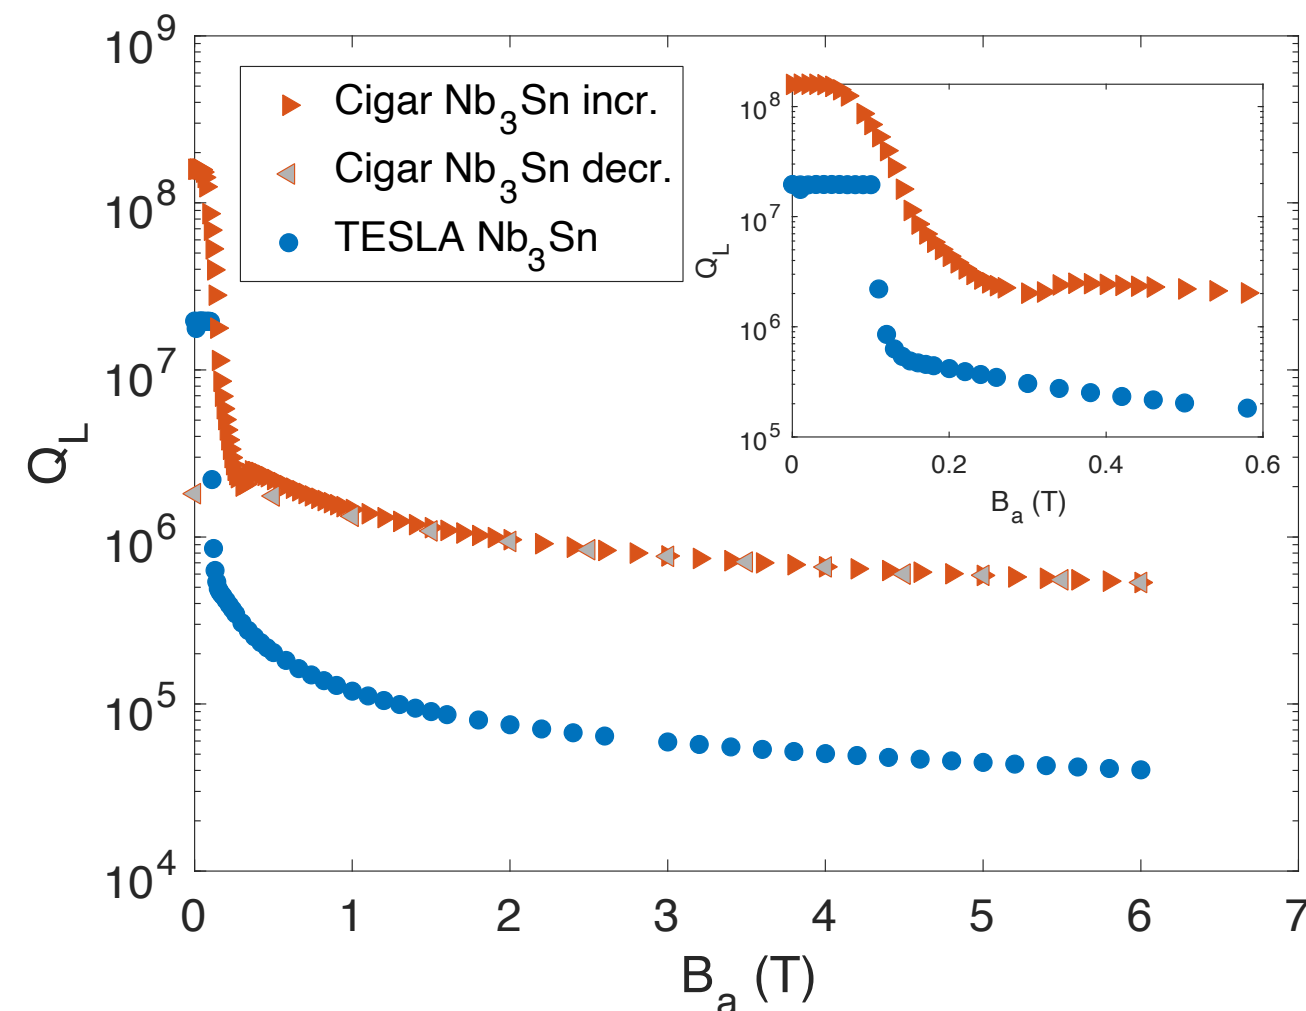 10^9
10^8
10^7
10^6
10^5
10^4
Q_L
0 1 2 3 4 5 6 7
B_a (T)
Cigar Nb_3Sn incr.
Cigar Nb_3Sn decr.
TESLA Nb_3Sn
10^8
10^7
10^6
10^5
Q_L
0 0.2 0.4 0.6
B_a (T)